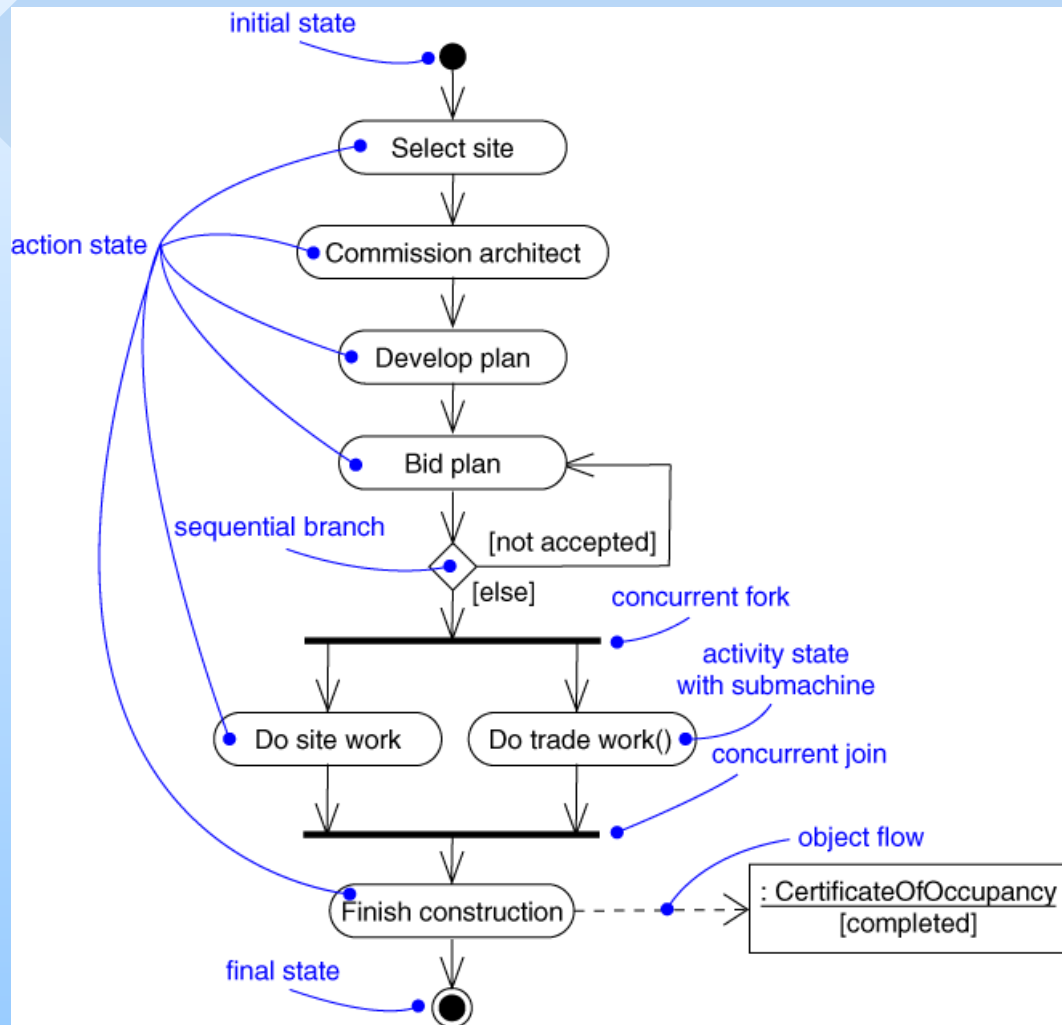 initial state
Select site
action state
Commission architect
Develop plan
Bid plan
sequential branch
[not accepted]
[else]
concurrent fork
activity state
with submachine
Do site work
Do trade work()
concurrent join
object flow
: CertificateOfOccupancy
[completed]
Finish construction
final state